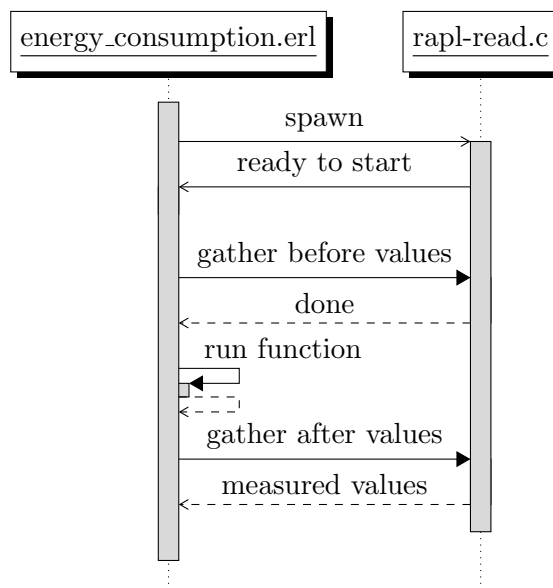 energy_consumption.erl
rapl-read.c
spawn
ready to start
gather before values
done
run function
gather after values
measured values